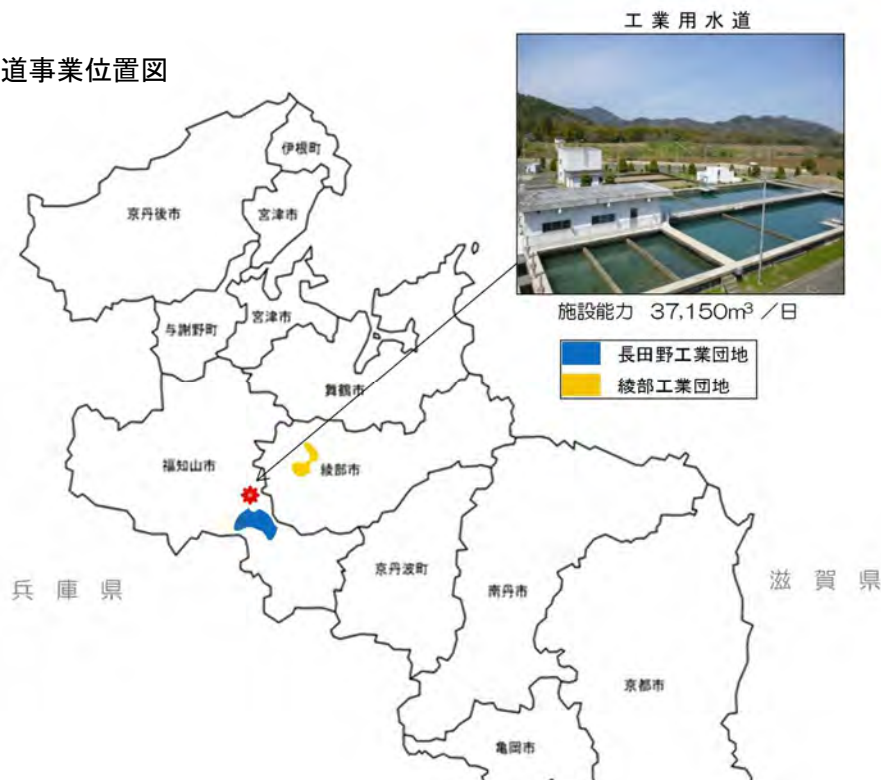 工業用水道
道事業位置図
施設能力 37,150m³／日
長田野工業団地
綾部工業団地
伊根町
京丹後市
宮津市
与謝野町
宮津市
舞鶴市
福知山市
綾部市
京丹波町
南丹市
兵庫県
滋賀県
京都市
亀岡市